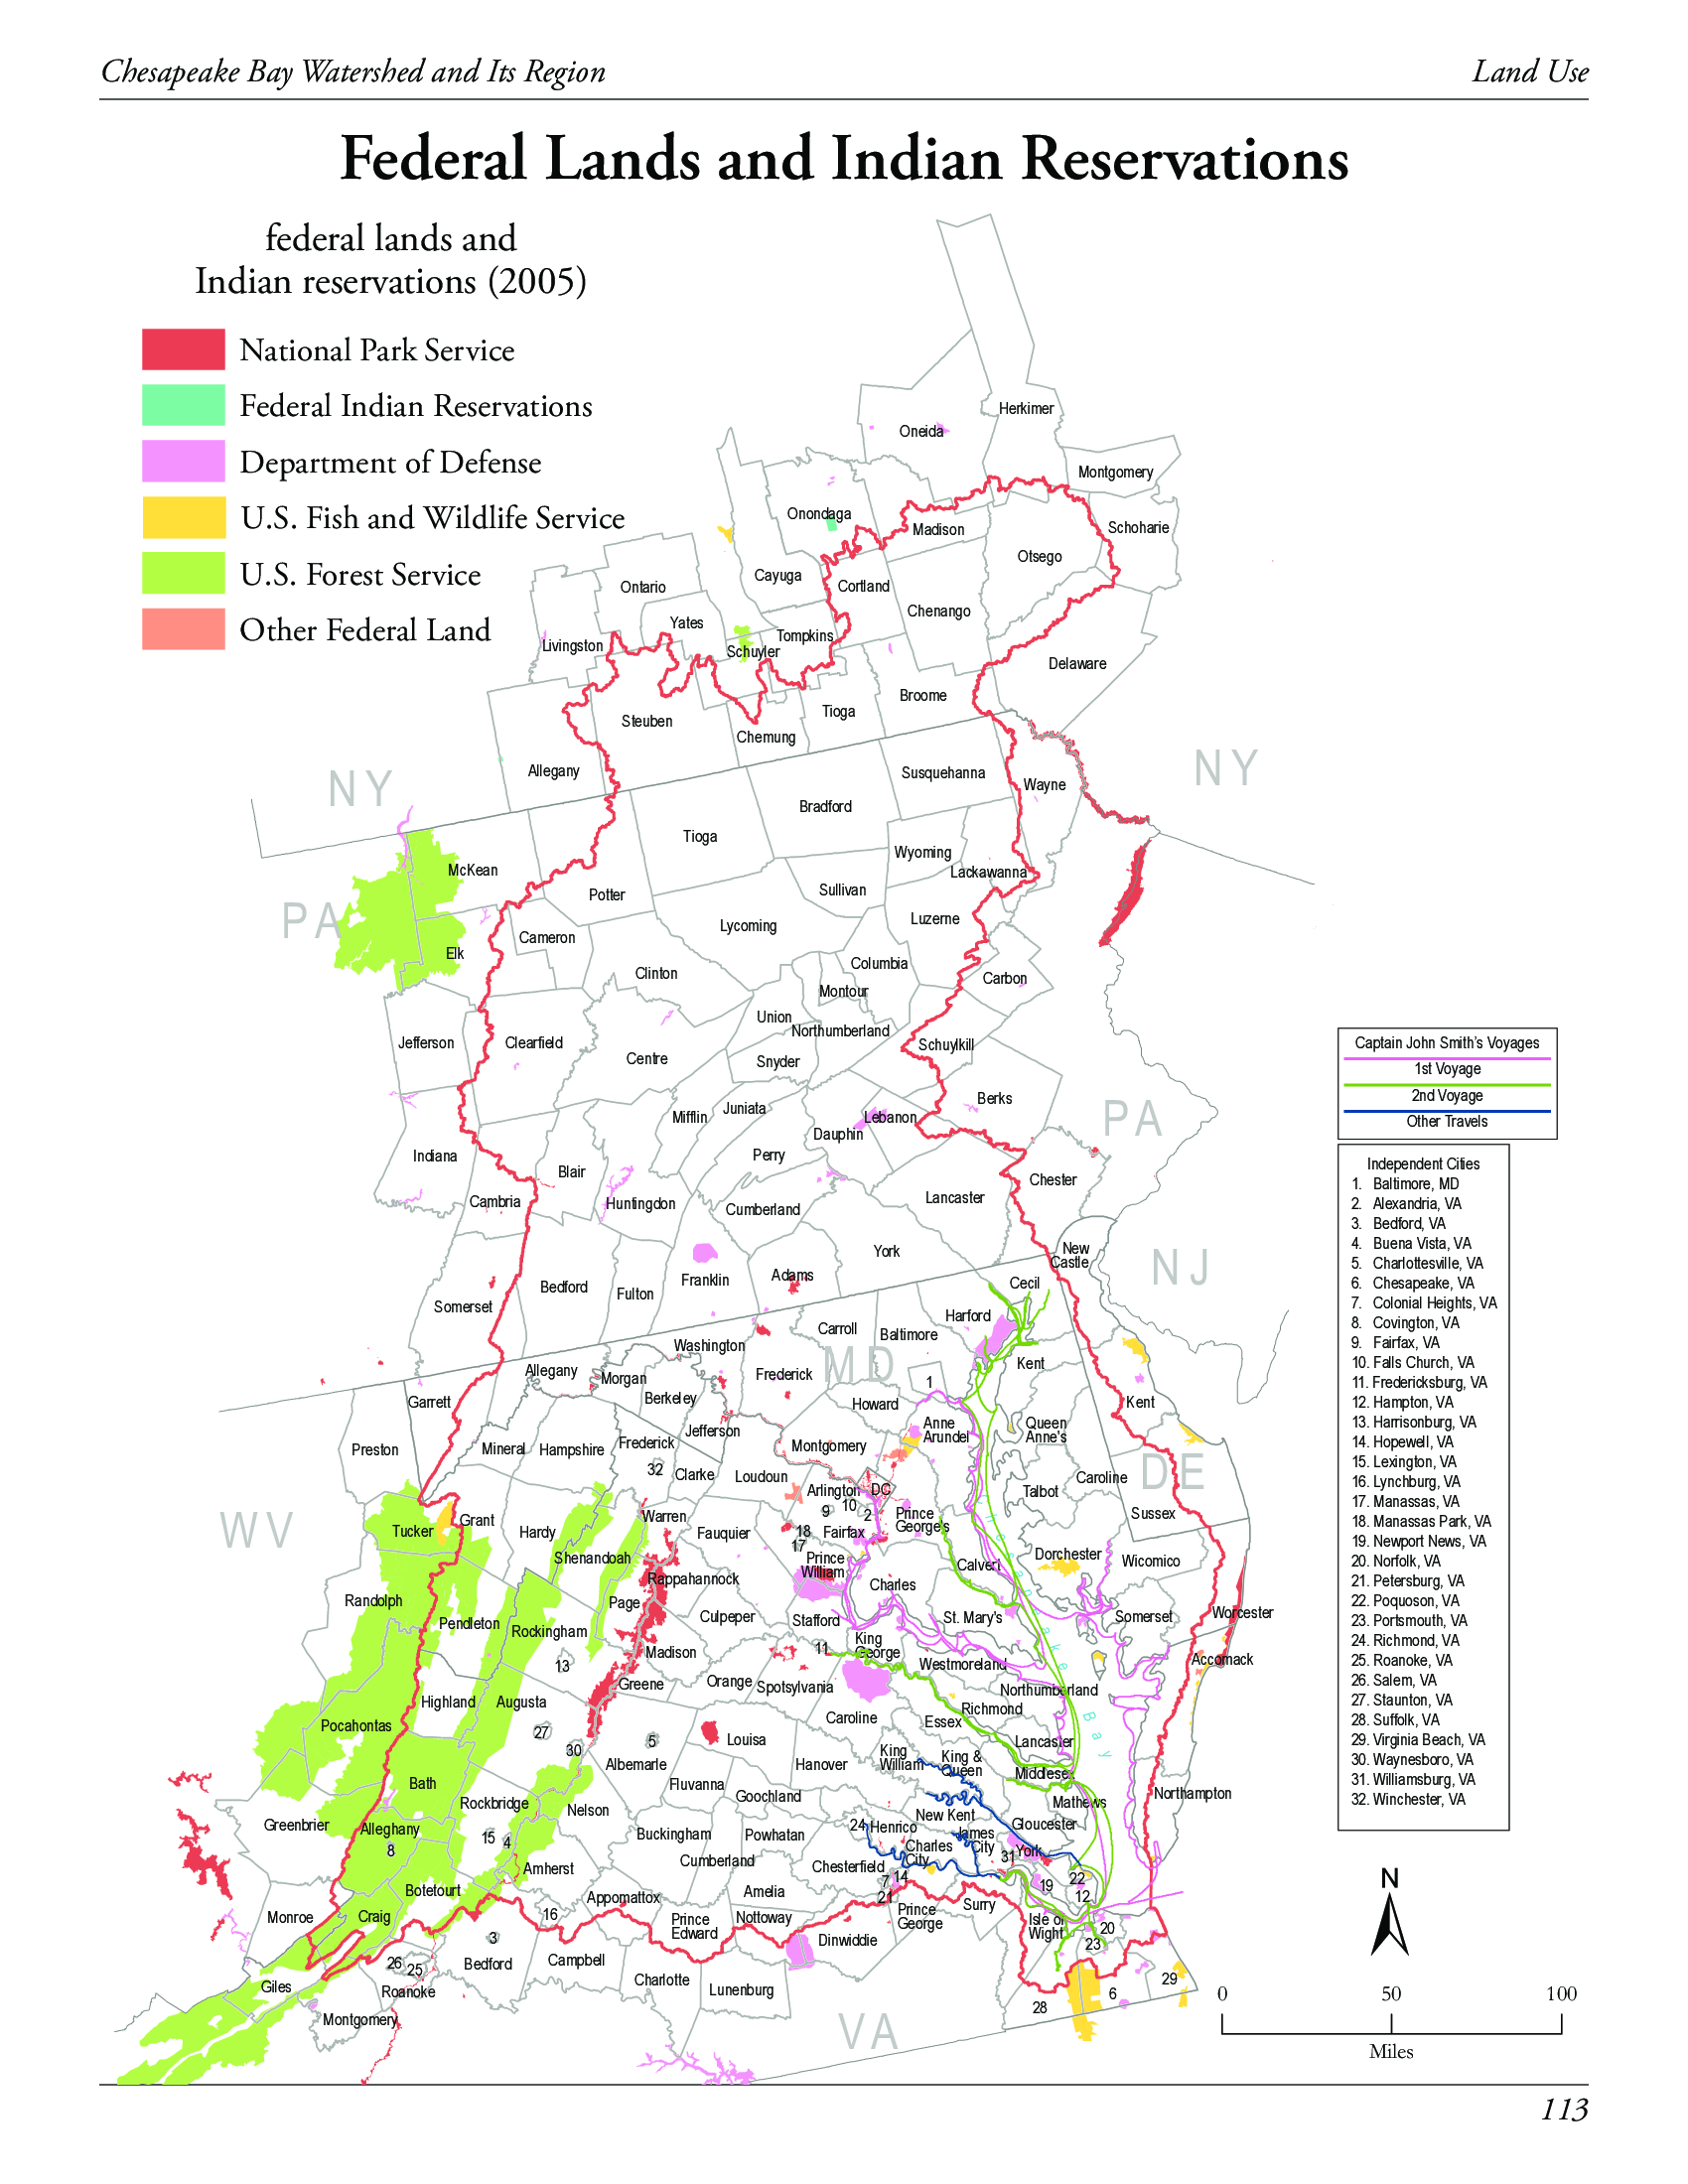 Chesapeake Bay Watershed and Its Region
Land Use
Federal Lands and Indian Reservations
federal lands and
Indian reservations (2005)
National Park Service
Federal Indian Reservations
Department of Defense
U.S. Fish and Wildlife Service
U.S. Forest Service
Other Federal Land
Herkimer
Oneida
Montgomery
Onondaga
Madison
Schoharie
Otsego
Cayuga
Ontario
Cortland
Chenango
Yates
Tompkins
Livingston
Schuyler
Delaware
Broome
Tioga
Steuben
Chemung
Allegany
NY
NY
Susquehanna
Wayne
Bradford
Tioga
Wyoming
McKean
Lackawanna
Potter
Sullivan
PA
Lycoming
Luzerne
Cameron
Elk
Columbia
Clinton
Carbon
Montour
Union
Northumberland
Jefferson
Clearfield
Schuylkill
Centre
Snyder
Berks
Juniata
Mifflin
Lebanon
PA
Dauphin
Indiana
Perry
Blair
Chester
Cambria
Huntingdon
Lancaster
Cumberland
York
New
Castle
NJ
Adams
Franklin
Cecil
Bedford
Fulton
Somerset
Harford
Carroll
Baltimore
Washington
MD
Kent
Allegany
Morgan
Frederick
1
Berkeley
Garrett
Howard
Kent
Anne
Arundel
Queen
Anne's
Jefferson
Frederick
Mineral
Hampshire
Preston
Montgomery
32
Clarke
Loudoun
Caroline
DE
Talbot
Arlington
DC
10
9
2
Prince
George's
Sussex
WV
Tucker
Grant
Hardy
Warren
Fauquier
18
17
Fairfax
Shenandoah
Prince
William
Calvert
Dorchester
Wicomico
Rappahannock
Charles
Randolph
Page
Culpeper
Stafford
St. Mary's
Somerset
Worcester
Pendleton
Rockingham
13
Madison
11
King
George
Westmoreland
Accomack
Greene
Orange
Spotsylvania
Northumberland
Chesapeake Bay
Highland
Augusta
Richmond
Pocahontas
27
Caroline
Essex
Lancaster
30
5
Louisa
Albemarle
Hanover
King
William
King &
Queen
Middlesex
Bath
Fluvanna
Goochland
Northampton
Mathews
Rockbridge
Nelson
New Kent
Gloucester
Greenbrier
Alleghany
8
15
4
Buckingham
Powhatan
24
Henrico
James
City
Charles
City
31
York
Cumberland
Chesterfield
Amherst
7
14
22
19
12
Botetourt
Appomattox
Amelia
21
Monroe
Craig
16
Prince
Edward
Nottoway
Prince
George
Surry
Isle of
Wight
20
23
3
Dinwiddie
26
25
Bedford
Campbell
Roanoke
Charlotte
Lunenburg
Giles
Montgomery
29
6
28
VA
Captain John Smith's Voyages
1st Voyage
2nd Voyage
Other Travels
Independent Cities
1. Baltimore, MD
2. Alexandria, VA
3. Bedford, VA
4. Buena Vista, VA
5. Charlottesville, VA
6. Chesapeake, VA
7. Colonial Heights, VA
8. Covington, VA
9. Fairfax, VA
10. Falls Church, VA
11. Fredericksburg, VA
12. Hampton, VA
13. Harrisonburg, VA
14. Hopewell, VA
15. Lexington, VA
16. Lynchburg, VA
17. Manassas, VA
18. Manassas Park, VA
19. Newport News, VA
20. Norfolk, VA
21. Petersburg, VA
22. Poquoson, VA
23. Portsmouth, VA
24. Richmond, VA
25. Roanoke, VA
26. Salem, VA
27. Staunton, VA
28. Suffolk, VA
29. Virginia Beach, VA
30. Waynesboro, VA
31. Williamsburg, VA
32. Winchester, VA
N
0 50 100
Miles
113